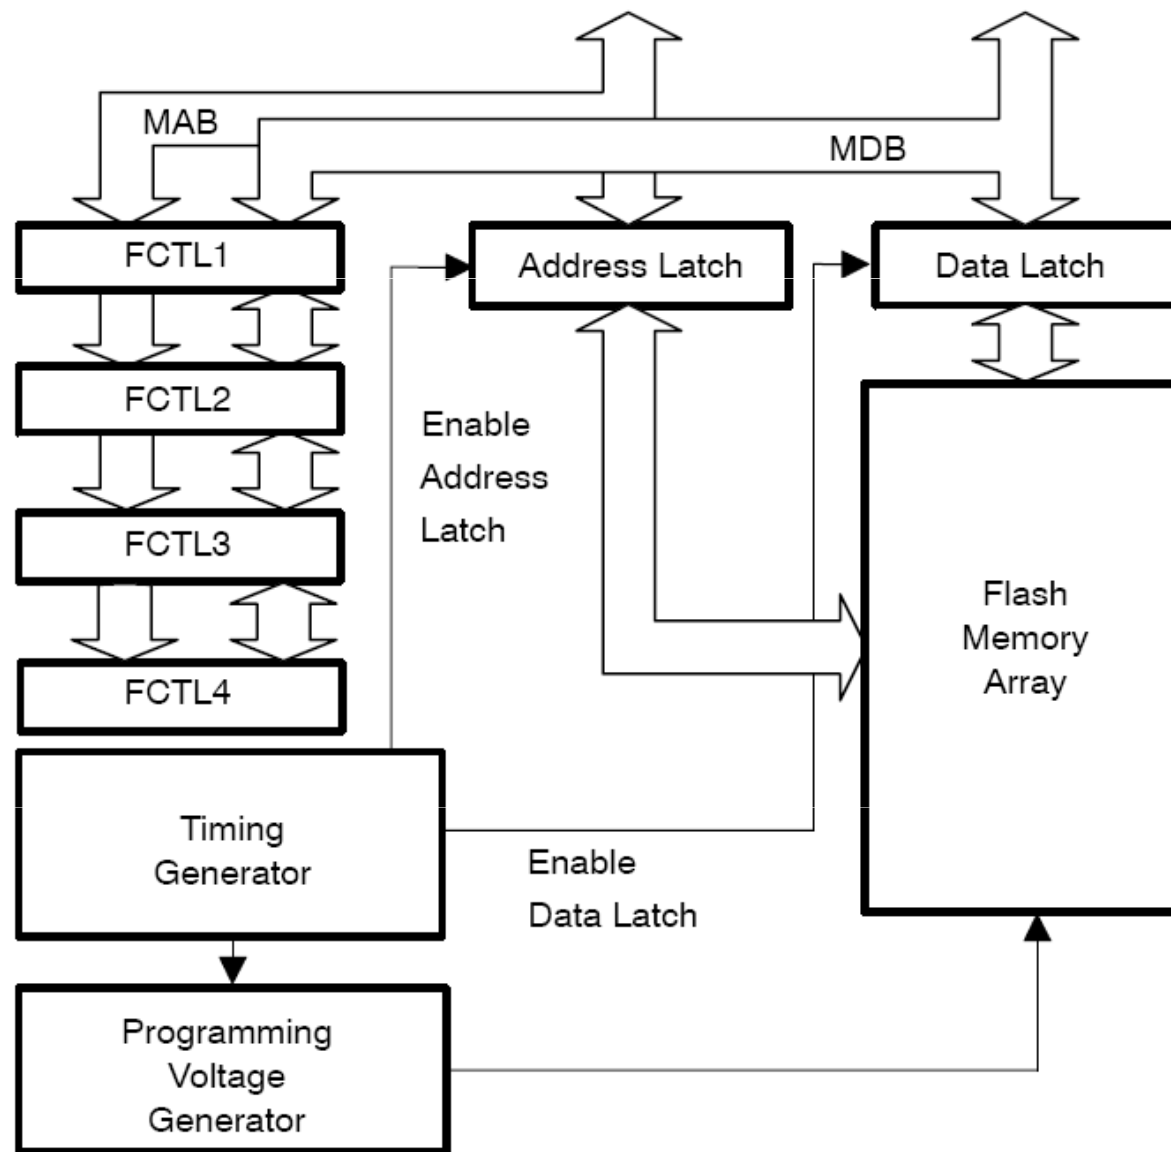 MAB
MDB
FCTL1
Address Latch
Data Latch
FCTL2
Enable
Address
Latch
FCTL3
Flash
Memory
Array
FCTL4
Timing
Generator
Enable
Data Latch
Programming
Voltage
Generator